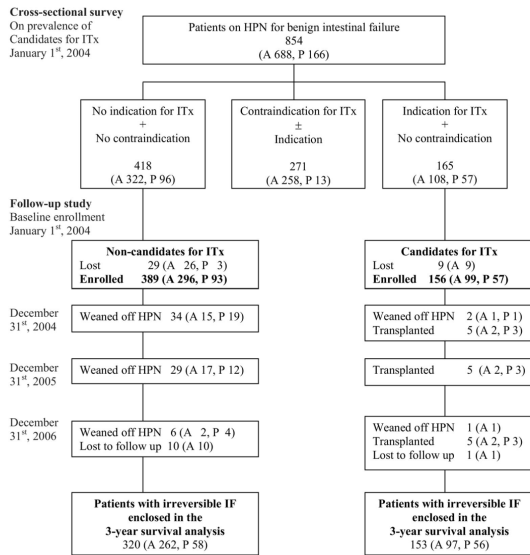 Cross-sectional survey
On prevalence of
Candidates for ITx
January 1st, 2004
Patients on HPN for benign intestinal failure
854
(A 688, P 166)
No indication for ITx
+
No contraindication
418
(A 322, P 96)
Contraindication for ITx
±
Indication
271
(A 258, P 13)
Indication for ITx
+
No contraindication
165
(A 108, P 57)
Follow-up study
Baseline enrollment
January 1st, 2004
Non-candidates for ITx
Lost 29 (A 26, P 3)
Enrolled 389 (A 296, P 93)
Candidates for ITx
Lost 9 (A 9)
Enrolled 156 (A 99, P 57)
December
31st, 2004
Weaned off HPN 34 (A 15, P 19)
Weaned off HPN 2 (A 1, P 1)
Transplanted 5 (A 2, P 3)
December
31st, 2005
Weaned off HPN 29 (A 17, P 12)
Transplanted 5 (A 2, P 3)
December
31st, 2006
Weaned off HPN 6 (A 2, P 4)
Lost to follow up 10 (A 10)
Weaned off HPN 1 (A 1)
Transplanted 5 (A 2, P 3)
Lost to follow up 1 (A 1)
Patients with irreversible IF
enclosed in the
3-year survival analysis
320 (A 262, P 58)
Patients with irreversible IF
enclosed in the
3-year survival analysis
153 (A 97, P 56)